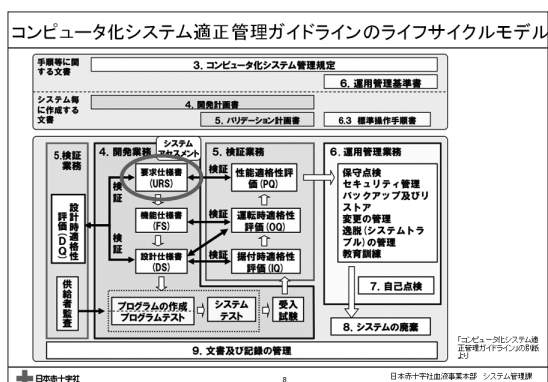 コンピュータ化システム適正管理ガイドラインのライフサイクルモデル
手順等に関
する文書
3. コンピュータ化システム管理規定
6. 運用管理基準書
システム毎
に作成する
文書
4. 開発計画書
5. バリデーション計画書
6.3 標準操作手順書
5.検証
業務
設計時適格性
評価(DQ)
供給者監査
4. 開発業務
システム
アセスメント
要求仕様書
(URS)
検証
機能仕様書
(FS)
検証
設計仕様書
(DS)
プログラムの作成
プログラムテスト
システム
テスト
受入
試験
5. 検証業務
検証
性能適格性評
価(PQ)
検証
運転時適格性
評価(OQ)
検証
据付時適格性
評価(IQ)
6. 運用管理業務
保守点検
セキュリティ管理
バックアップ及びリ
ストア
変更の管理
逸脱(システムトラ
ブル)の管理
教育訓練
7. 自己点検
8. システムの廃棄
9. 文書及び記録の管理
「コンピュータ化システム適
正管理ガイドライン」の別紙
より
日本赤十字社
8
日本赤十字社血液事業本部 システム管理課